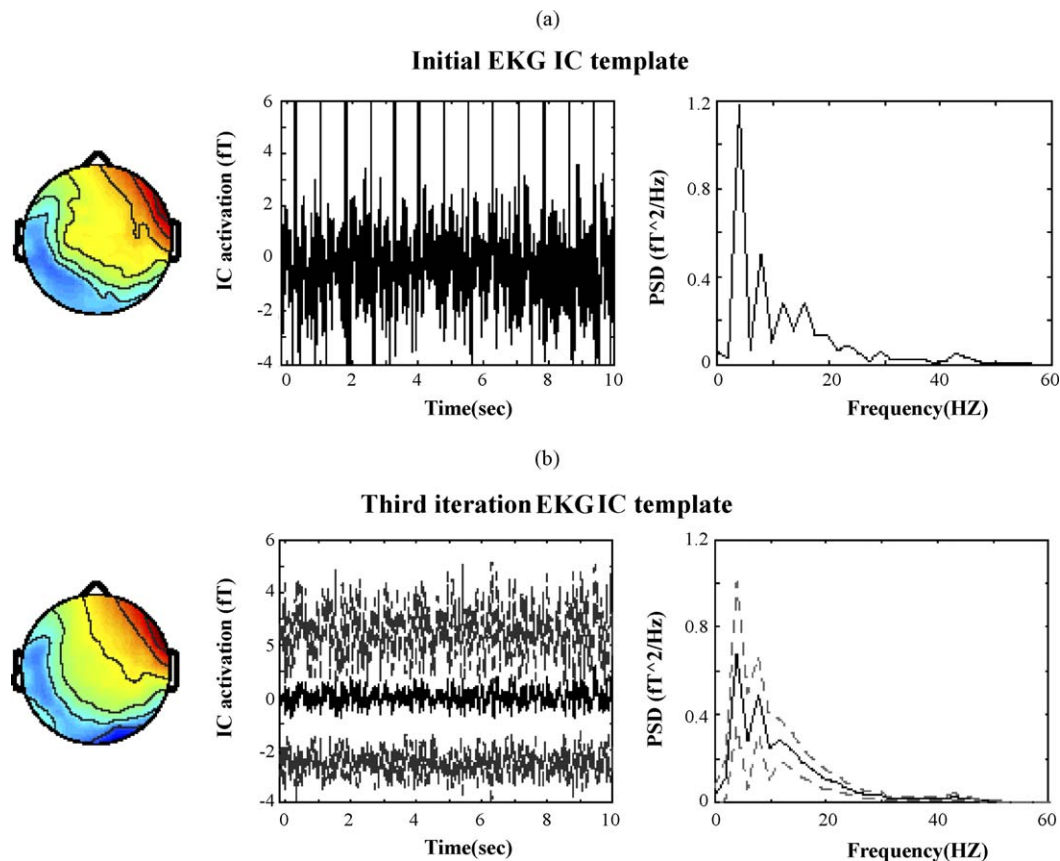 (a)
Initial EKG IC template
IC activation (fT)
6
4
2
0
-2
-4
0 2 4 6 8 10
Time(sec)
PSD (fT^2/Hz)
1.2
0.8
0.4
0
0 20 40 60
Frequency(HZ)
(b)
Third iteration EKG IC template
IC activation (fT)
6
4
5
0
-2
-4
0 2 4 6 8 10
Time(sec)
PSD (fT^2/Hz)
1.2
0.8
0.4
0
0 20 40 60
Frequency(HZ)